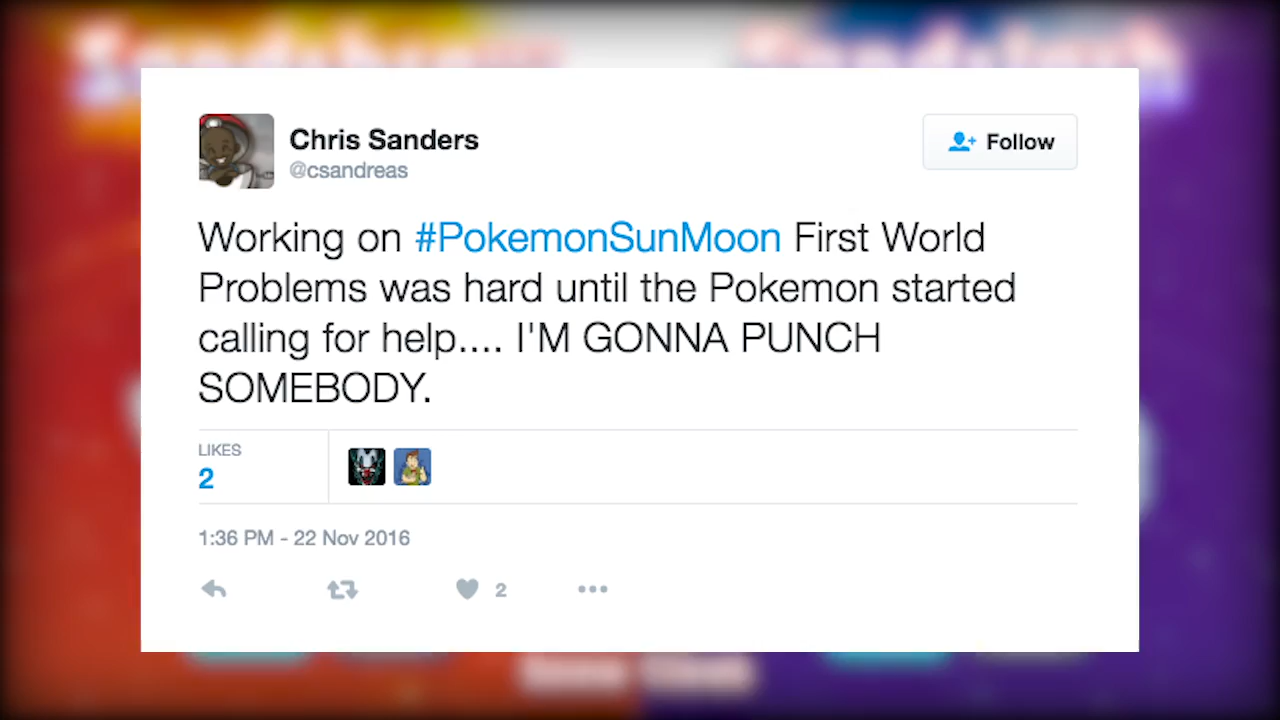 Chris Sanders
@csandreas
Follow
Working on #PokemonSunMoon First World
Problems was hard until the Pokemon started
calling for help.... I'M GONNA PUNCH
SOMEBODY.
LIKES
2
1:36 PM - 22 Nov 2016
2